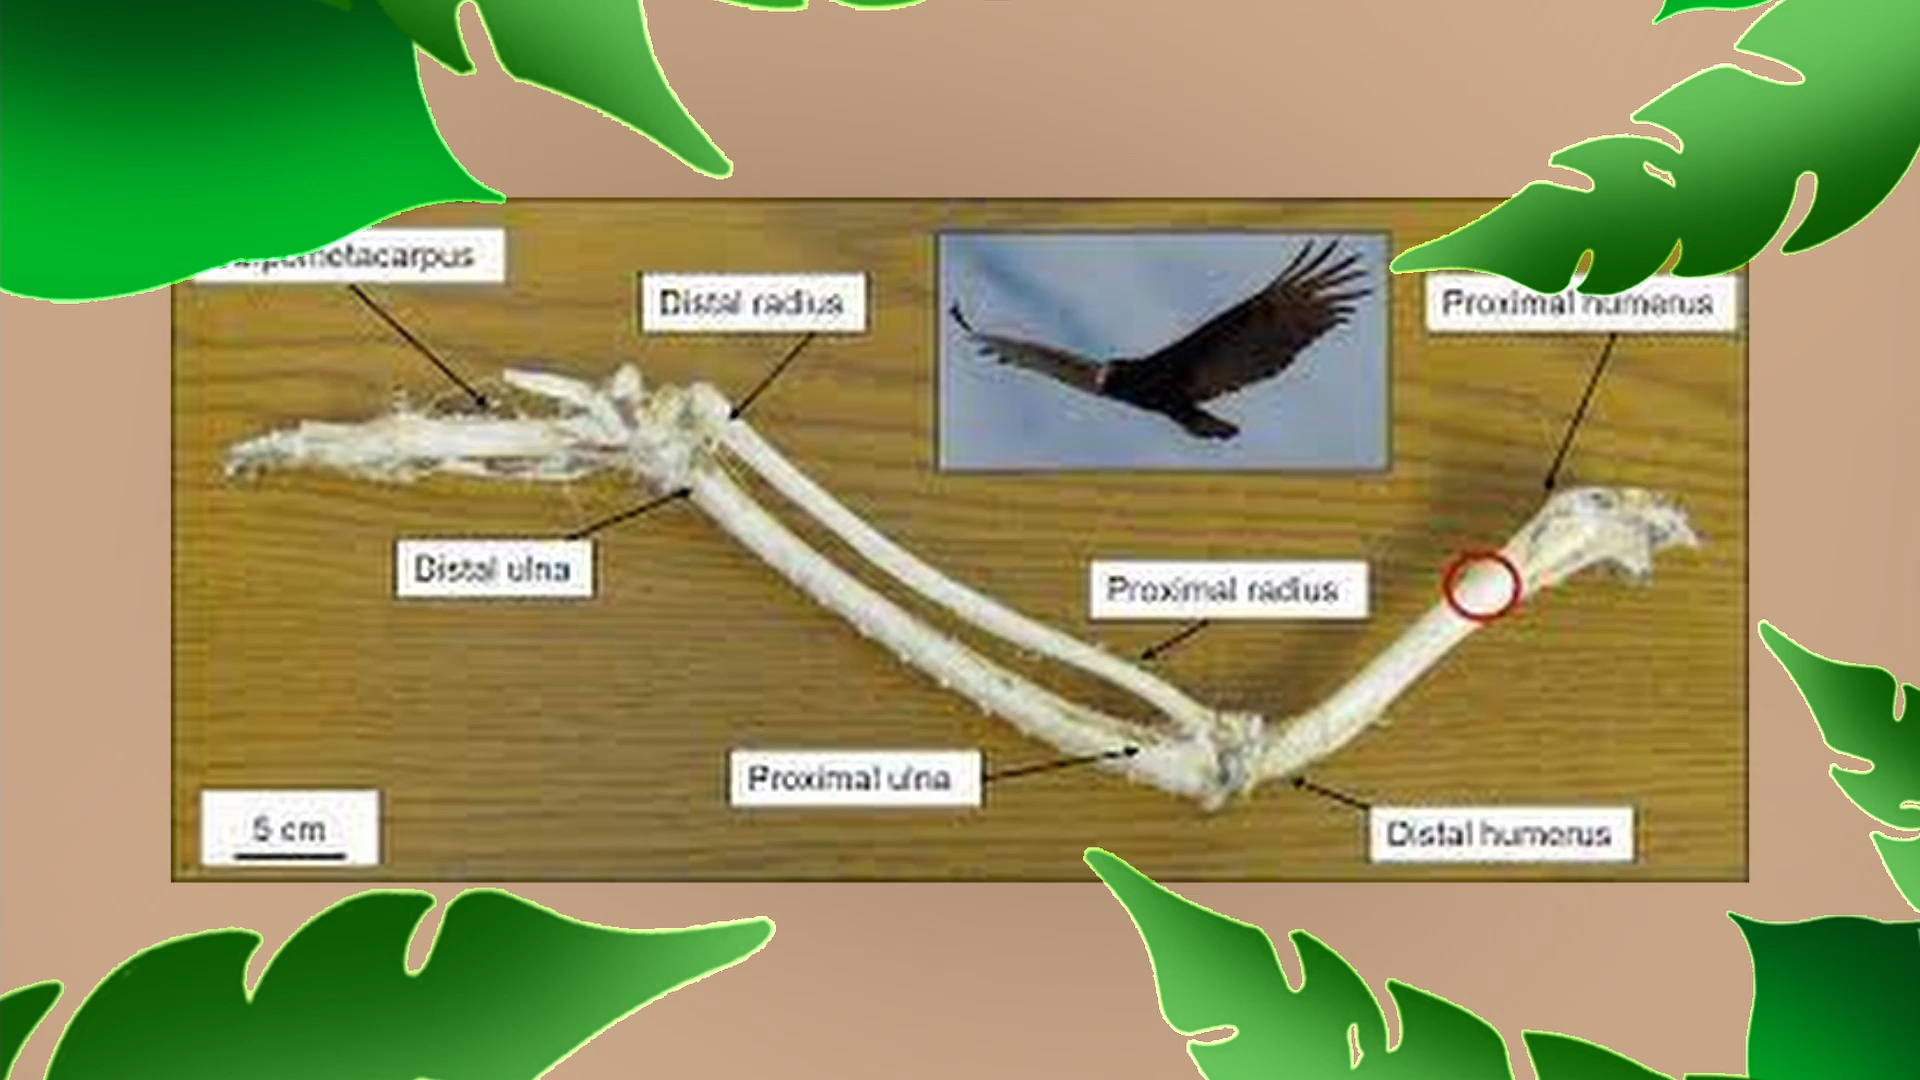 Distal radius
Proximal humerus
Distal ulna
Proximal radius
Proximal ulna
5 cm
Distal humerus